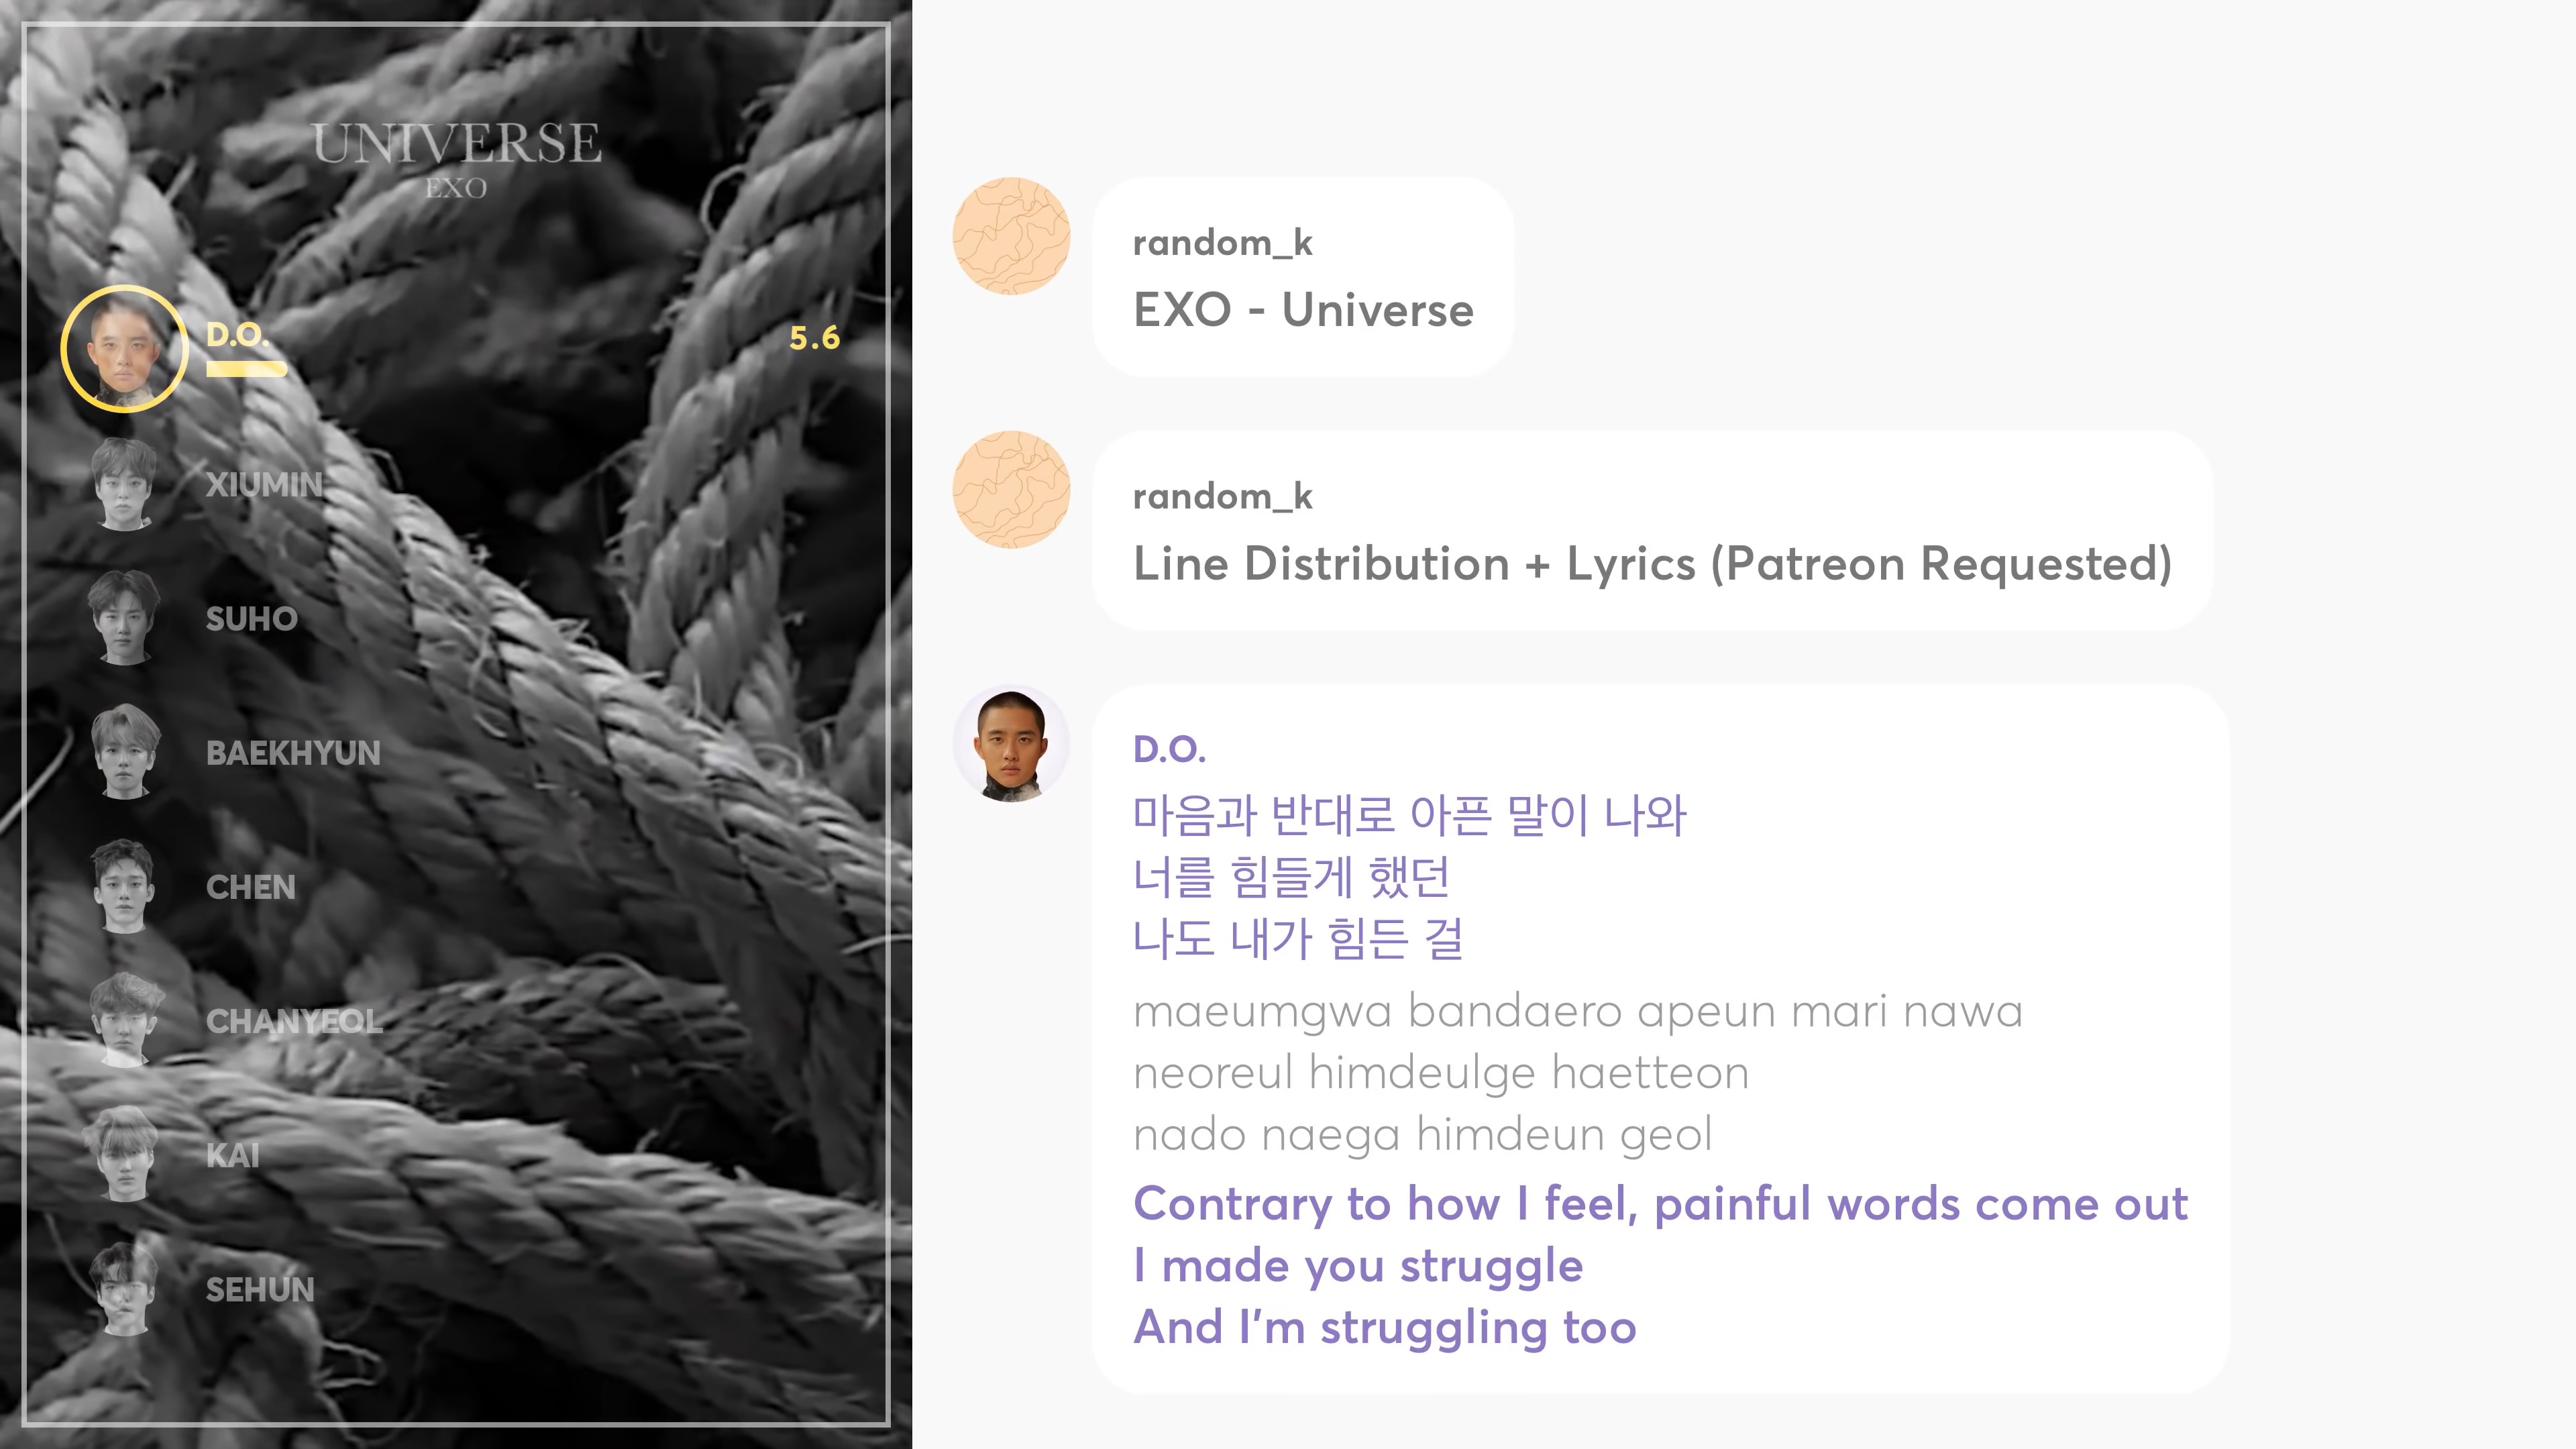 UNIVERSE
EXO
D.O.
5.6
XIUMIN
SUHO
BAEKHYUN
CHEN
CHANYEOL
KAI
SEHUN
random_k
EXO - Universe
random_k
Line Distribution + Lyrics (Patreon Requested)
D.O.
마음과 반대로 아픈 말이 나와
너를 힘들게 했던
나도 내가 힘든 걸
maeumgwa bandaero apeun mari nawa
neoreul himdeulge haetteon
nado naega himdeun geol
Contrary to how I feel, painful words come out
I made you struggle
And I'm struggling too